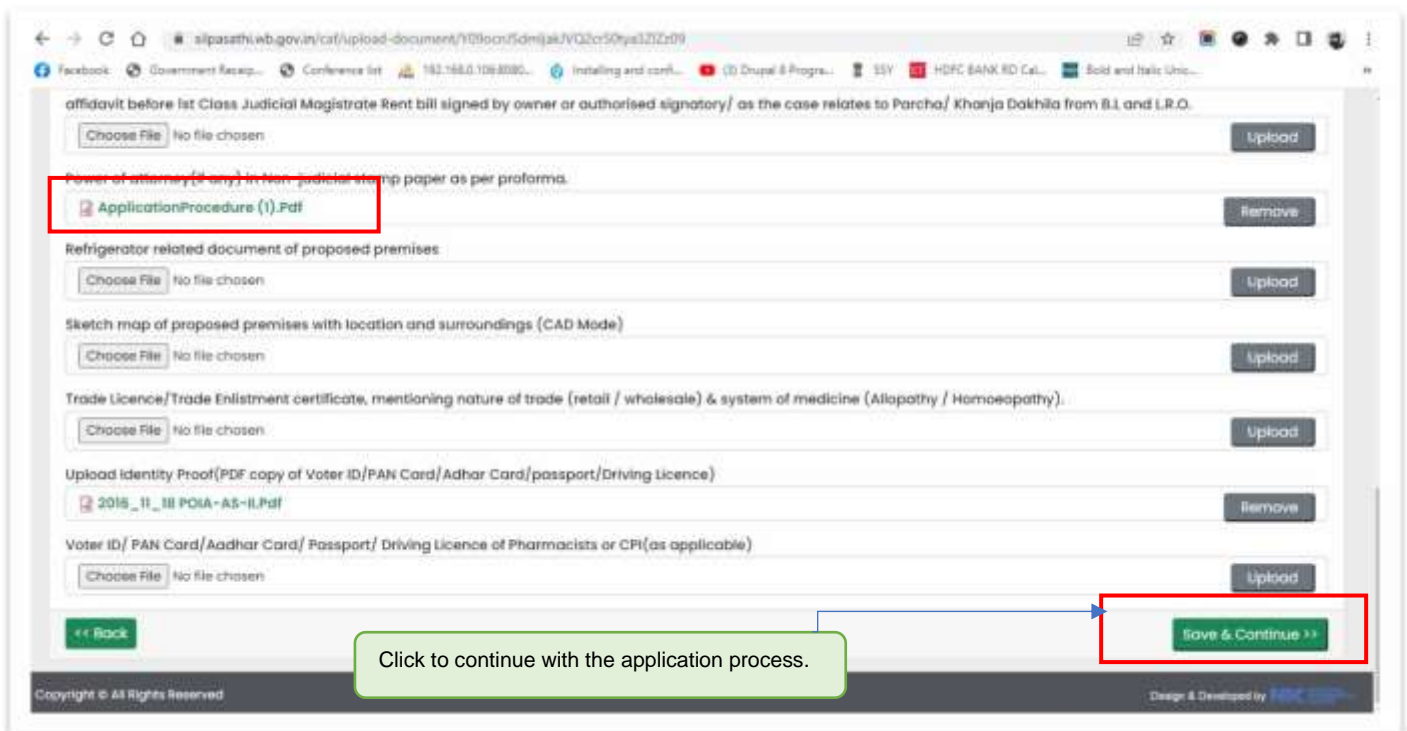 silpasathi.wb.gov.in/caf/upload-document/
Facebook Government Receip... Conference list 182.168.0.106:8080... Installing and confi... (1) Drupal 8 Progra... SSY HDFC BANK RD Cal... Bold and Italic Unic...
affidavit before Ist Class Judicial Magistrate Rent bill signed by owner or authorised signatory/ as the case relates to Parcha/ Khanja Dakhila from B.L and L.R.O.
Choose File No file chosen Upload
Power of attorney(if any) in Non-judicial stamp paper as per proforma.
ApplicationProcedure (1).Pdf Remove
Refrigerator related document of proposed premises
Choose File No file chosen Upload
Sketch map of proposed premises with location and surroundings (CAD Mode)
Choose File No file chosen Upload
Trade Licence/Trade Enlistment certificate, mentioning nature of trade (retail / wholesale) & system of medicine (Allopathy / Homoeopathy).
Choose File No file chosen Upload
Upload Identity Proof(PDF copy of Voter ID/PAN Card/Adhar Card/passport/Driving Licence)
2016_11_18 POIA-AS-II.Pdf Remove
Voter ID/ PAN Card/Aadhar Card/ Passport/ Driving Licence of Pharmacists or CPI(as applicable)
Choose File No file chosen Upload
<< Back Save & Continue >>
Click to continue with the application process.
Copyright © All Rights Reserved Design & Developed by